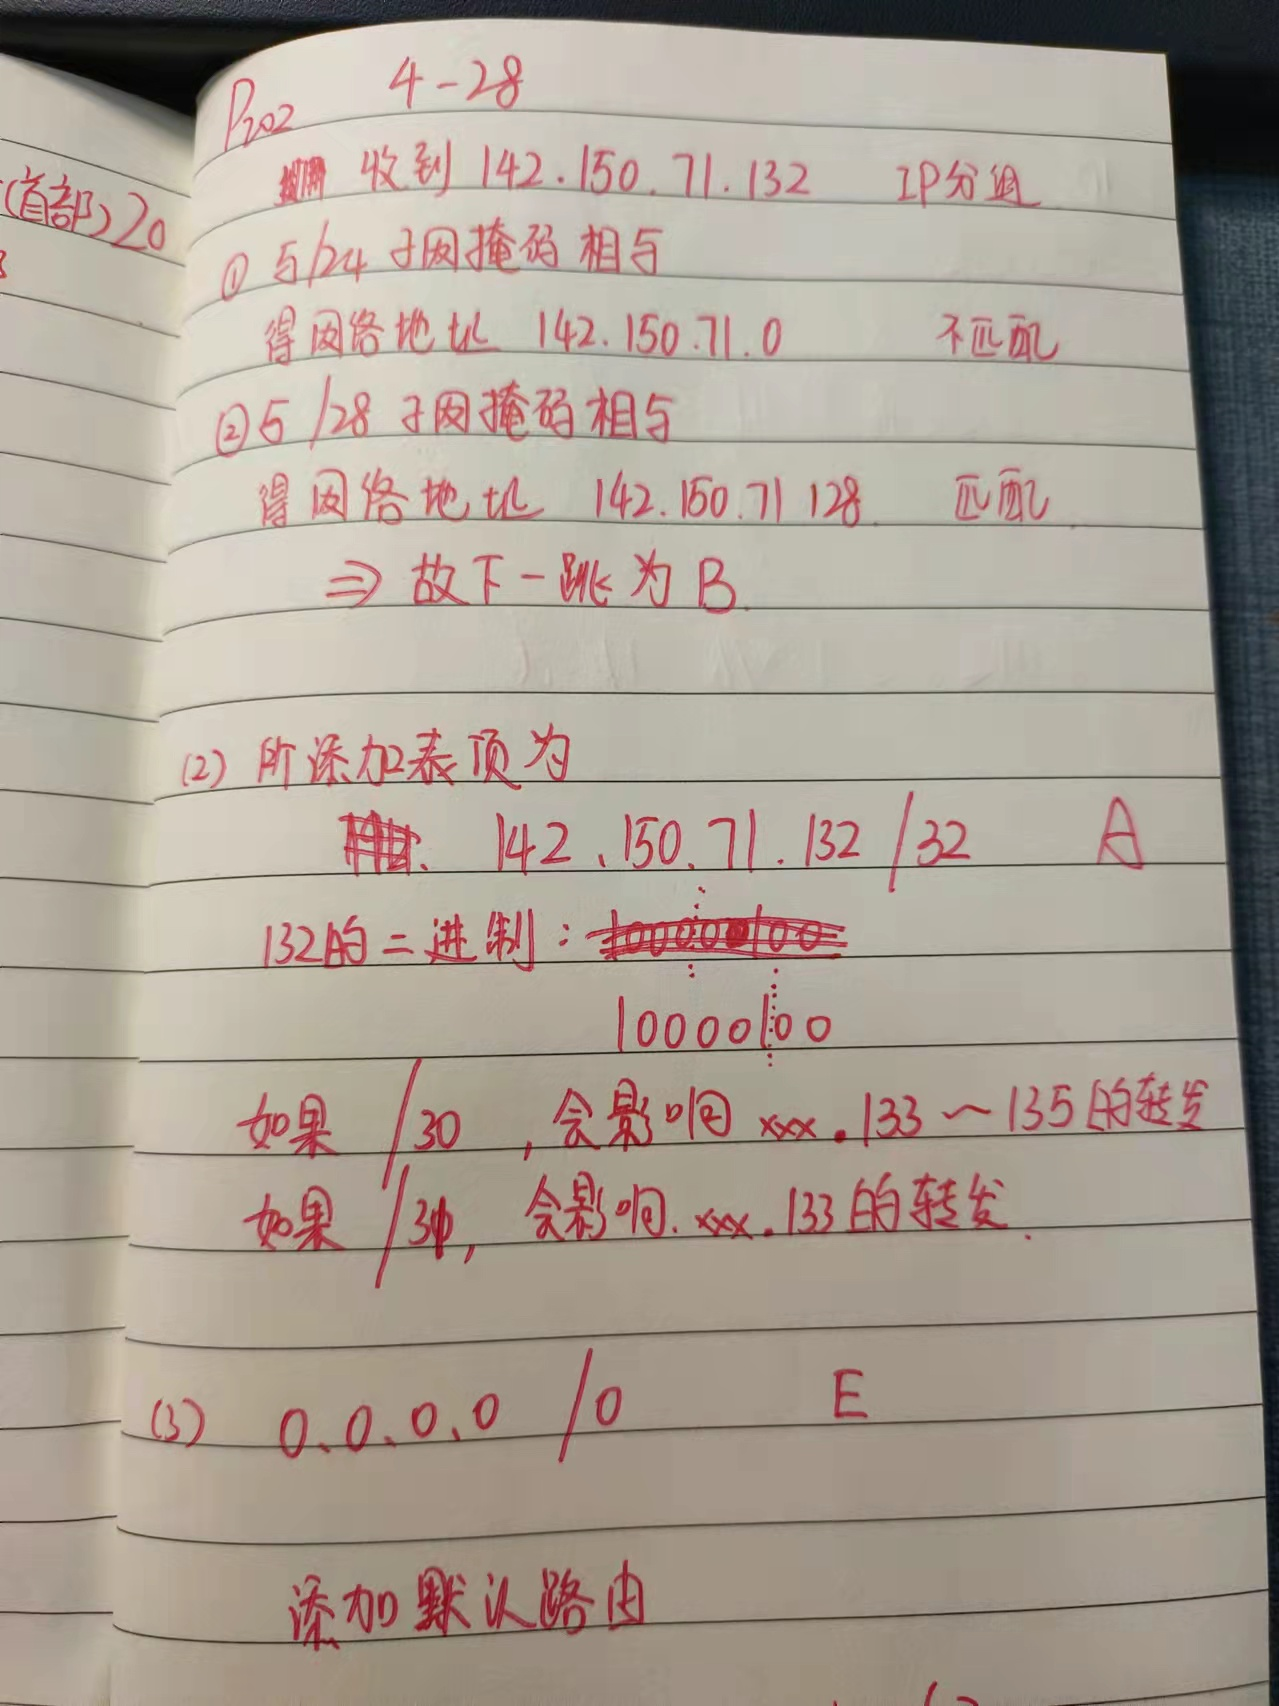 (首部)20
P202 4-28
收到 142.150.71.132 IP分组
① 与/24 子网掩码相与
得网络地址 142.150.71.0 不匹配
② 与 /28 子网掩码相与
得网络地址 142.150.71 128 匹配
⇒ 故下一跳为 B.
(2) 所添加表项为
142.150.71.132 /32 A
132的二进制:
10000100
如果 /30 , 会影响 xxx.133~135的转发
如果 /31, 会影响.xxx.133的转发.
(3) 0.0.0.0 /0 E
添加默认路由